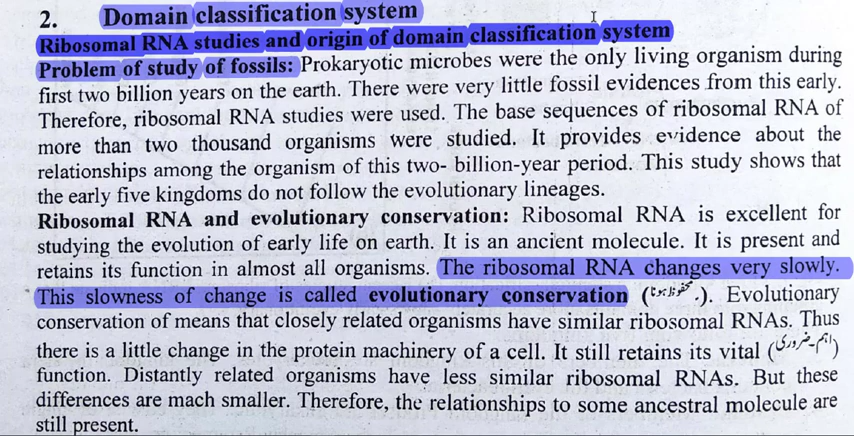 2. Domain classification system
Ribosomal RNA studies and origin of domain classification system
Problem of study of fossils: Prokaryotic microbes were the only living organism during
first two billion years on the earth. There were very little fossil evidences from this early.
Therefore, ribosomal RNA studies were used. The base sequences of ribosomal RNA of
more than two thousand organisms were studied. It provides evidence about the
relationships among the organism of this two- billion-year period. This study shows that
the early five kingdoms do not follow the evolutionary lineages.
Ribosomal RNA and evolutionary conservation: Ribosomal RNA is excellent for
studying the evolution of early life on earth. It is an ancient molecule. It is present and
retains its function in almost all organisms. The ribosomal RNA changes very slowly.
This slowness of change is called evolutionary conservation (محفوظ ہونا.). Evolutionary
conservation of means that closely related organisms have similar ribosomal RNAs. Thus
there is a little change in the protein machinery of a cell. It still retains its vital (اہم-ضروری)
function. Distantly related organisms have less similar ribosomal RNAs. But these
differences are mach smaller. Therefore, the relationships to some ancestral molecule are
still present.